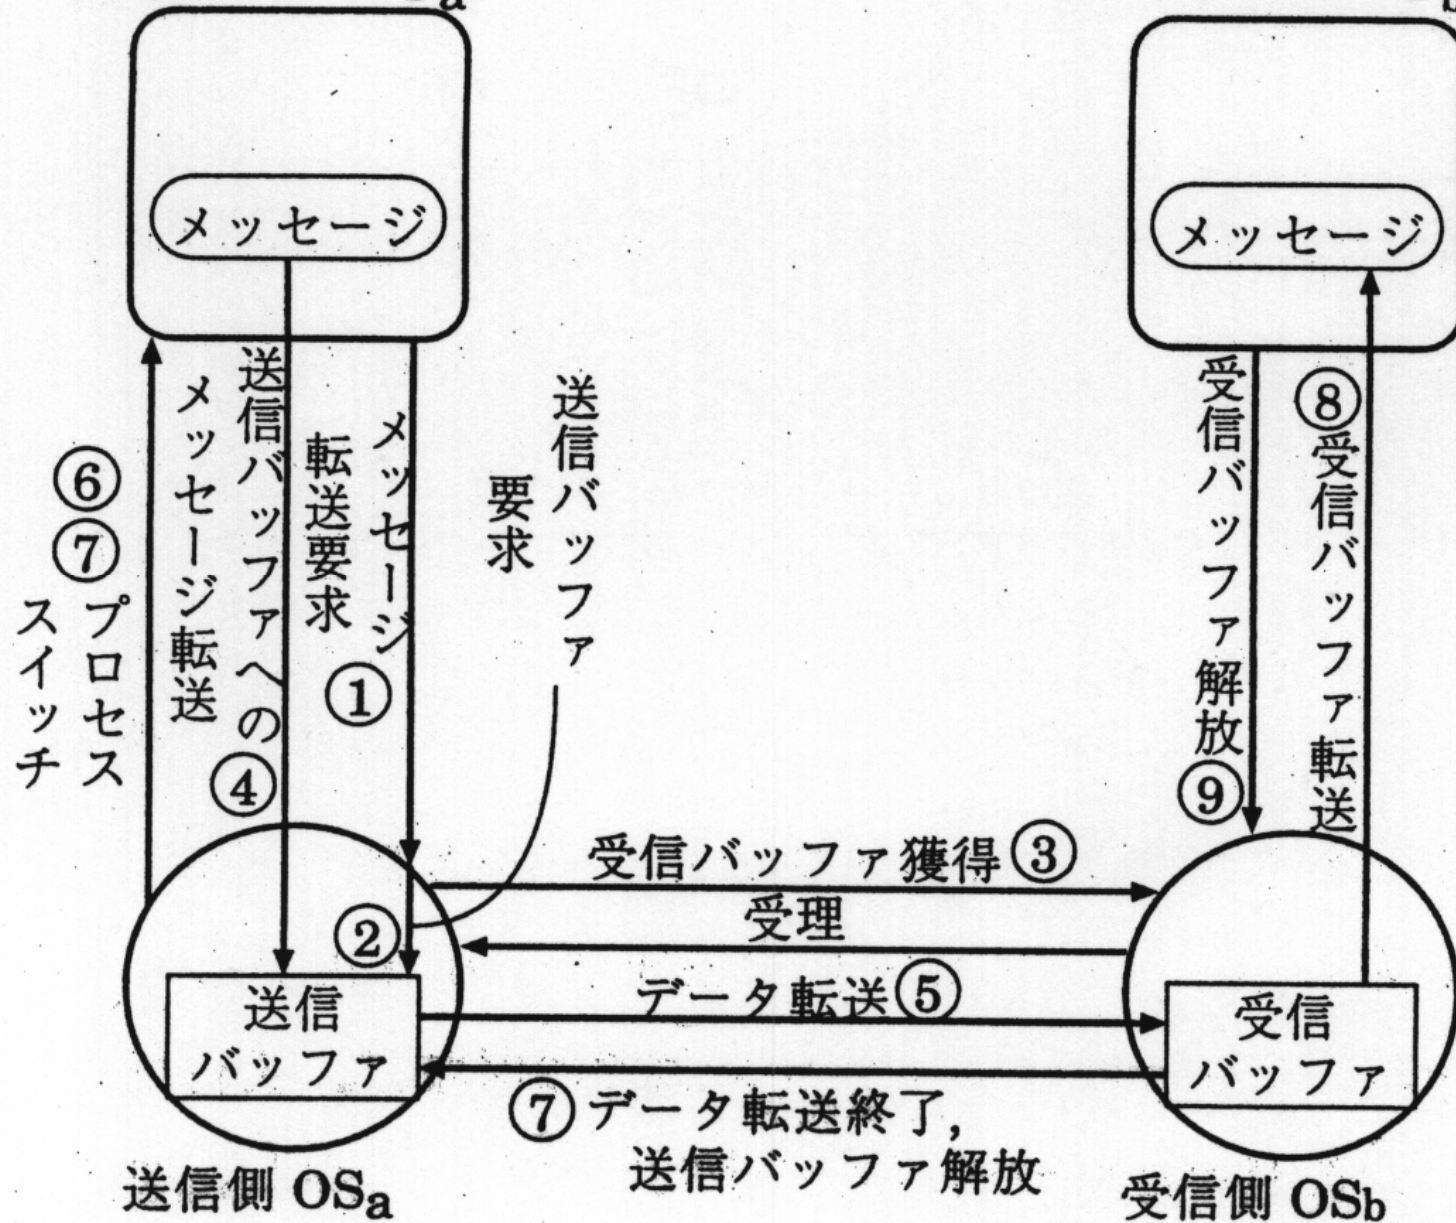 a
b
メッセージ
メッセージ
⑥
⑦プロセス
スイッチ
送信バッファへの④
メッセージ転送
メッセージ①
転送要求
送信バッファ
要求
②
受信バッファ解放⑨
⑧受信バッファ転送
受信バッファ獲得③
受理
データ転送⑤
送信
バッファ
受信
バッファ
⑦データ転送終了,
送信バッファ解放
送信側 OSa
受信側 OSb